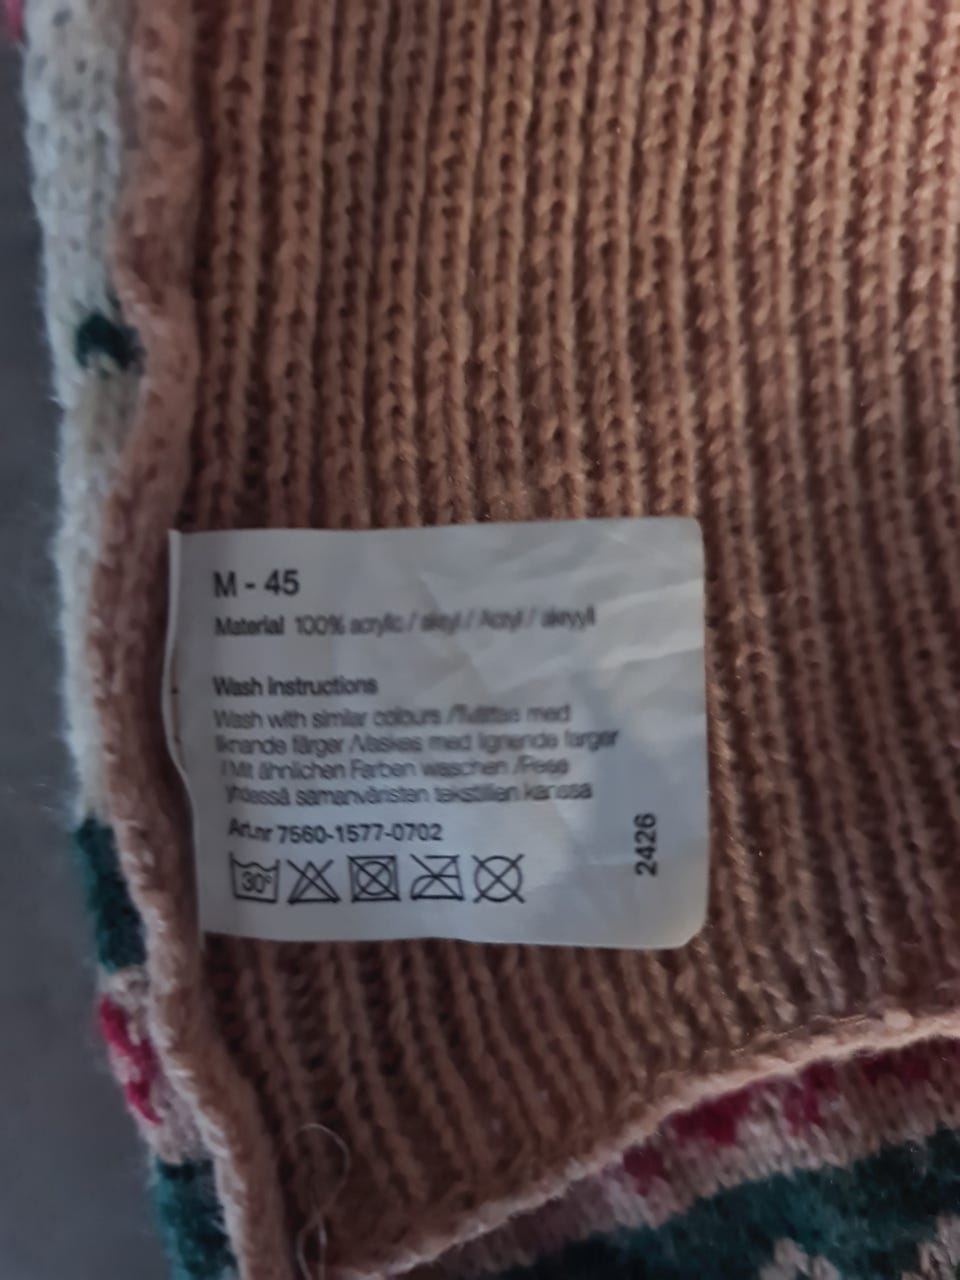 M - 45
Material 100% acrylic / akryl / Acryl / akryyli
Wash instructions
Wash with similar colours /Tvättas med
liknande färger /Vaskes med lignende farger
/ Mit ähnlichen Farben waschen /Pese
yhdessä samanväristen tekstiilien kanssa
Art.nr 7560-1577-0702
30°
2426